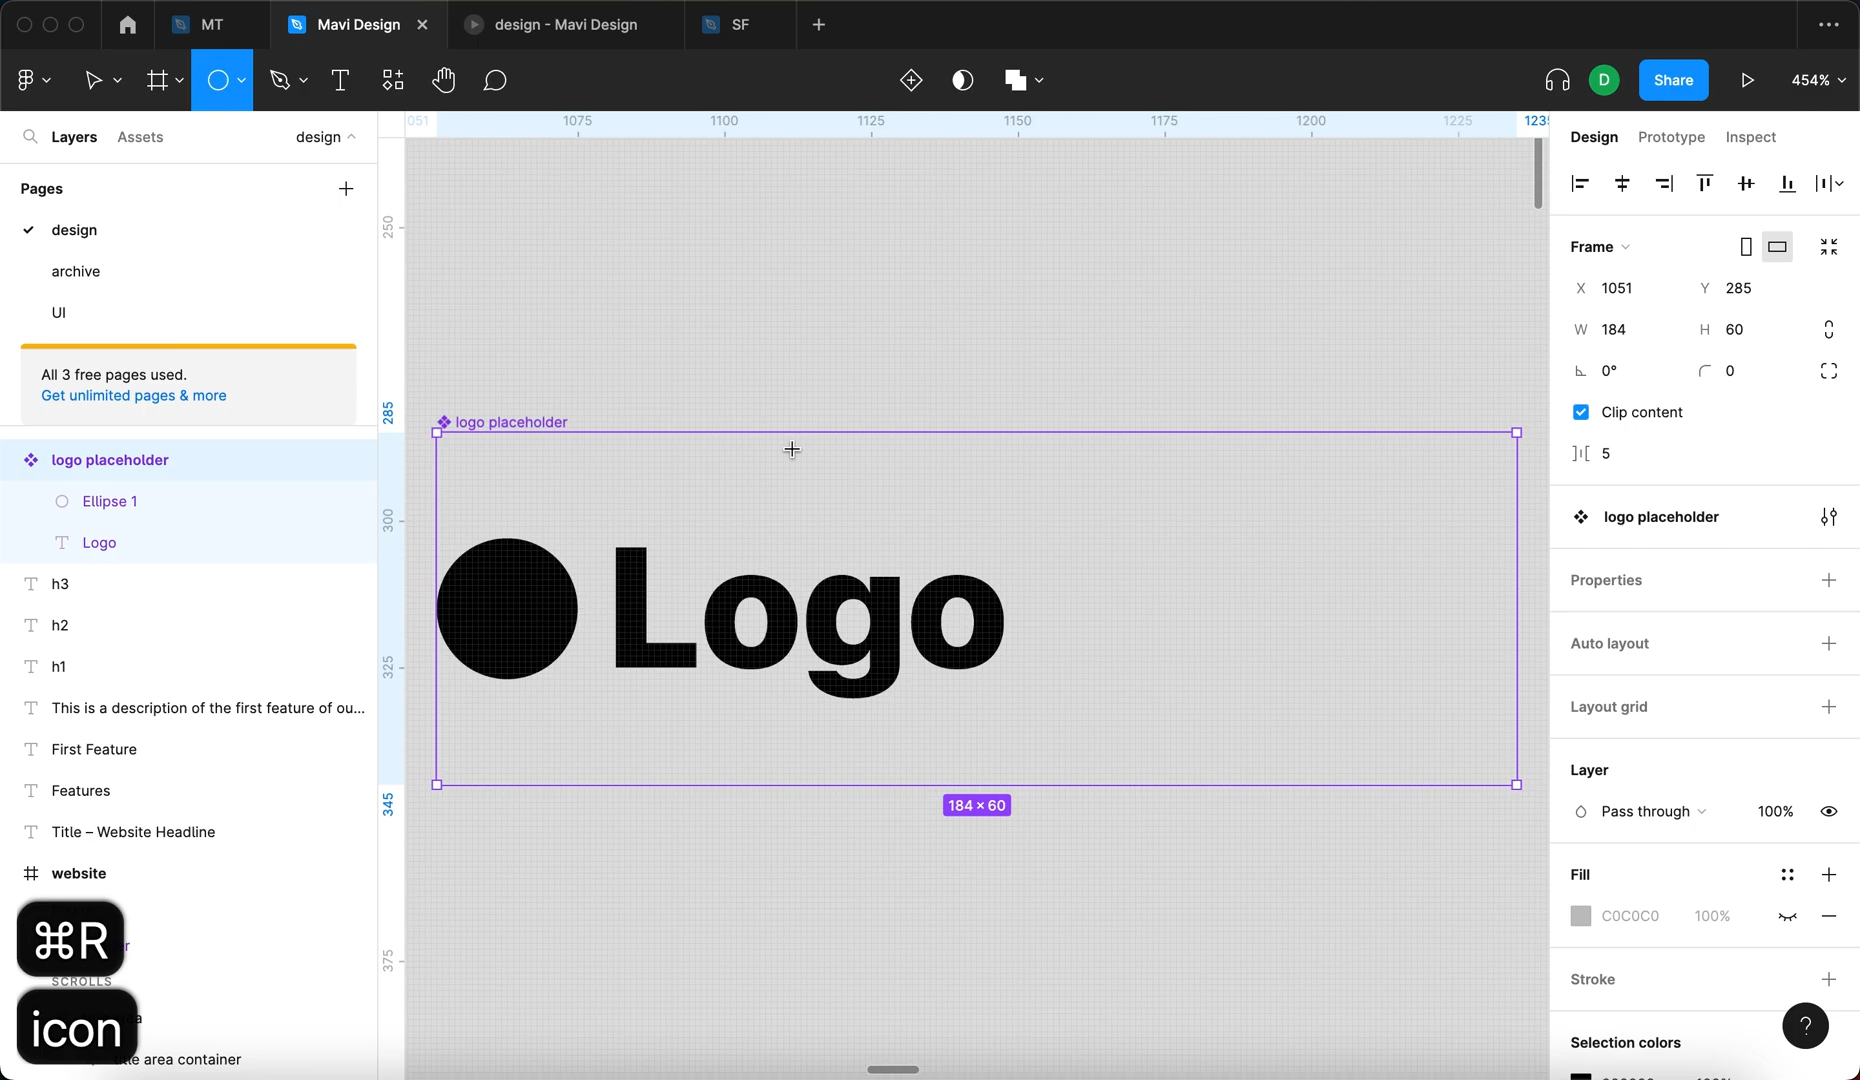 MT
Mavi Design
design - Mavi Design
SF
D
Share
454%
Layers
Assets
design
Pages
design
archive
UI
All 3 free pages used.
Get unlimited pages & more
logo placeholder
Ellipse 1
Logo
h3
h2
h1
This is a description of the first feature of ou...
First Feature
Features
Title – Website Headline
website
⌘R
r
SCROLLS
icon
a
title area container
051
1075
1100
1125
1150
1175
1200
1225
1235
250
285
300
325
345
375
logo placeholder
Logo
184 × 60
Design
Prototype
Inspect
Frame
X 1051
Y 285
W 184
H 60
0°
0
Clip content
5
logo placeholder
Properties
Auto layout
Layout grid
Layer
Pass through
100%
Fill
C0C0C0
100%
Stroke
?
Selection colors